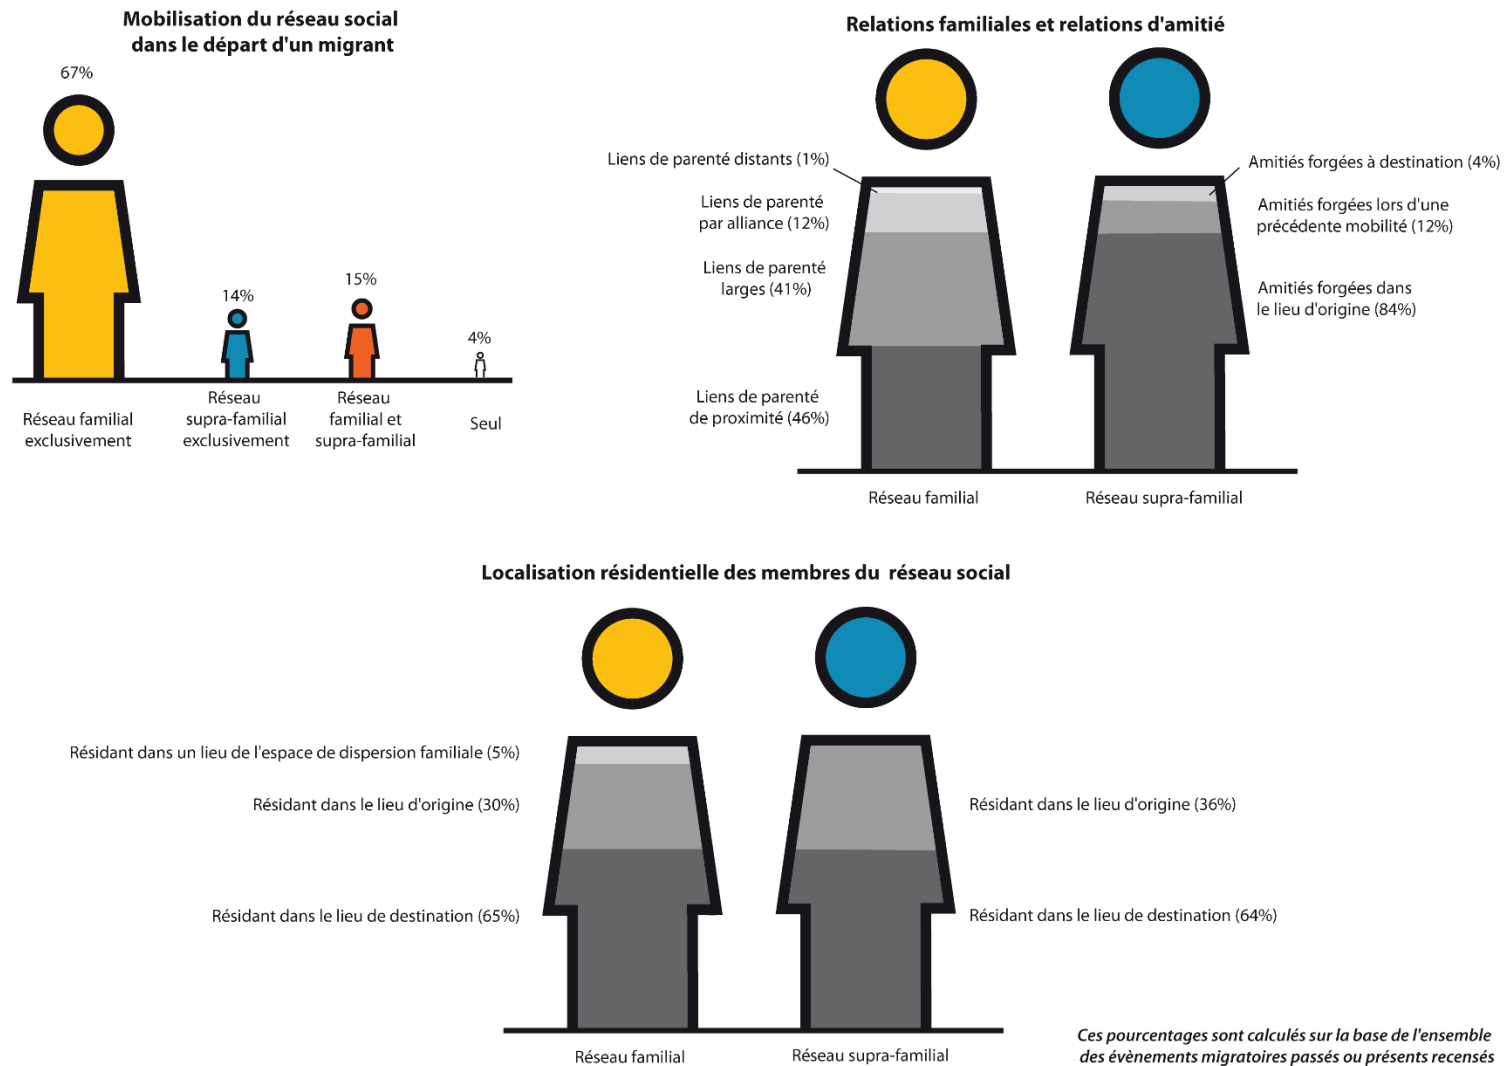 Mobilisation du réseau social
dans le départ d'un migrant
67%
14%
15%
4%
Réseau familial
exclusivement
Réseau
supra-familial
exclusivement
Réseau
familial et
supra-familial
Seul
Relations familiales et relations d'amitié
Liens de parenté distants (1%)
Liens de parenté
par alliance (12%)
Liens de parenté
larges (41%)
Liens de parenté
de proximité (46%)
Amitiés forgées à destination (4%)
Amitiés forgées lors d'une
précédente mobilité (12%)
Amitiés forgées dans
le lieu d'origine (84%)
Réseau familial
Réseau supra-familial
Localisation résidentielle des membres du réseau social
Résidant dans un lieu de l'espace de dispersion familiale (5%)
Résidant dans le lieu d'origine (30%)
Résidant dans le lieu de destination (65%)
Résidant dans le lieu d'origine (36%)
Résidant dans le lieu de destination (64%)
Réseau familial
Réseau supra-familial
Ces pourcentages sont calculés sur la base de l'ensemble
des évènements migratoires passés ou présents recensés